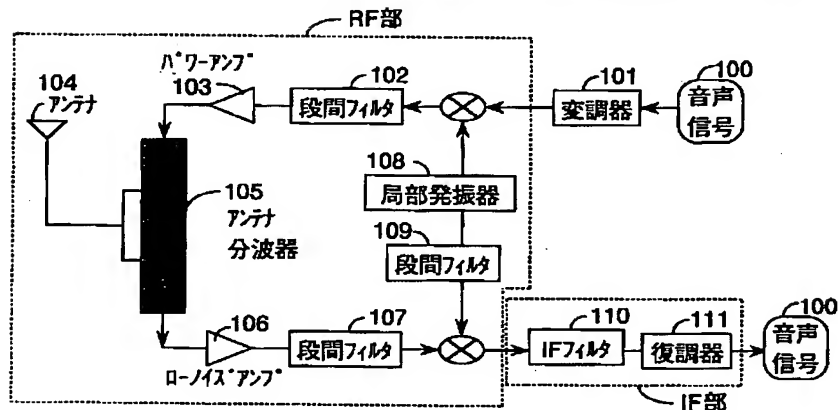 RF部
パワーアンプ
104
アンテナ
103
102
段間フィルタ
101
変調器
100
音声
信号
108
局部発振器
105
アンテナ
分波器
109
段間フィルタ
106
ローノイズアンプ
107
段間フィルタ
110
IFフィルタ
111
復調器
100
音声
信号
IF部